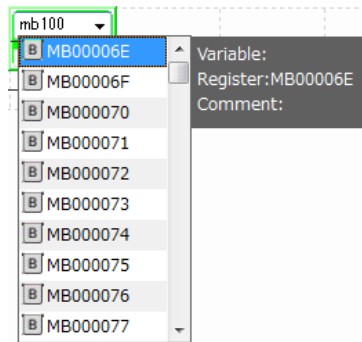 mb100
B MB00006E
B MB00006F
B MB000070
B MB000071
B MB000072
B MB000073
B MB000074
B MB000075
B MB000076
B MB000077
Variable:
Register:MB00006E
Comment: